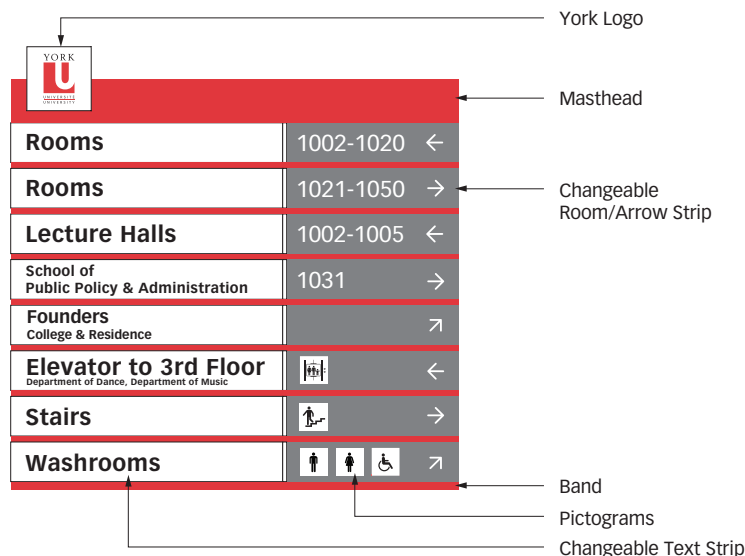 York Logo
YORK
U
UNIVERSITÉ
UNIVERSITY
Masthead
Rooms 1002-1020 ←
Rooms 1021-1050 →
Changeable
Room/Arrow Strip
Lecture Halls 1002-1005 ←
School of
Public Policy & Administration 1031 →
Founders
College & Residence ↗
Elevator to 3rd Floor ←
Department of Dance, Department of Music
Stairs →
Washrooms ↗
Band
Pictograms
Changeable Text Strip